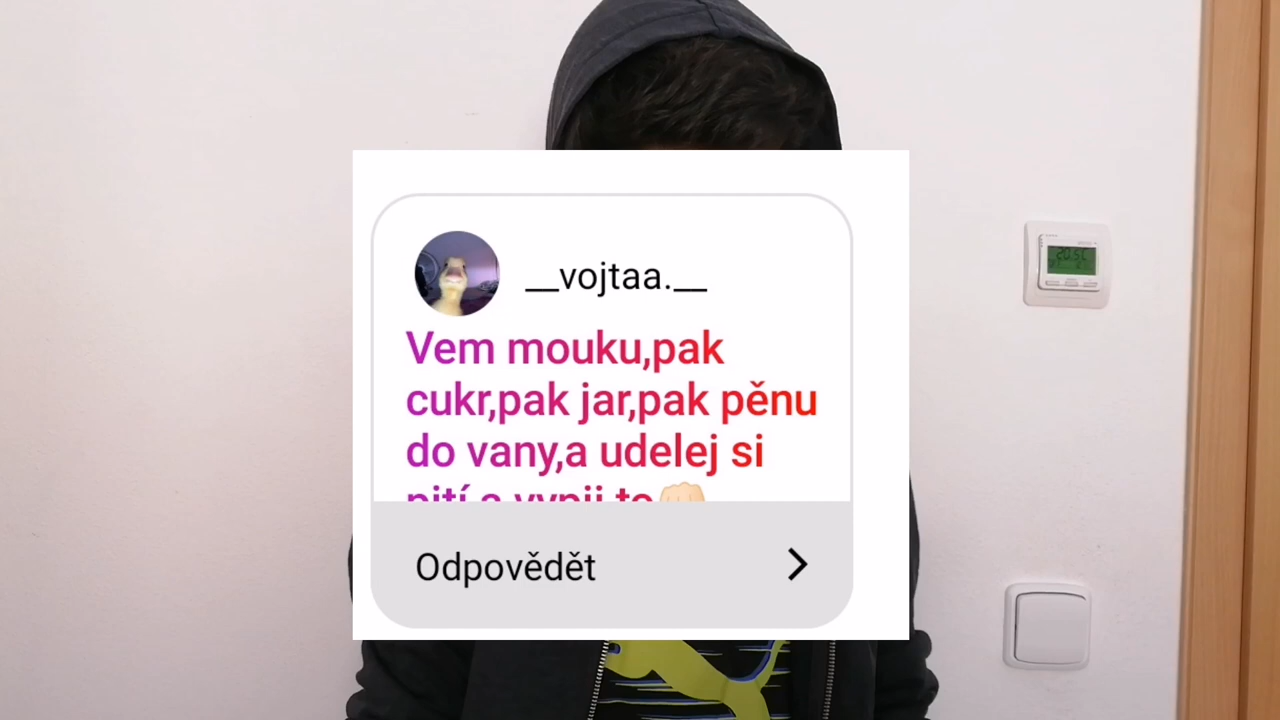 __vojtaa.__
Vem mouku,pak
cukr,pak jar,pak pěnu
do vany,a udelej si
Odpovědět